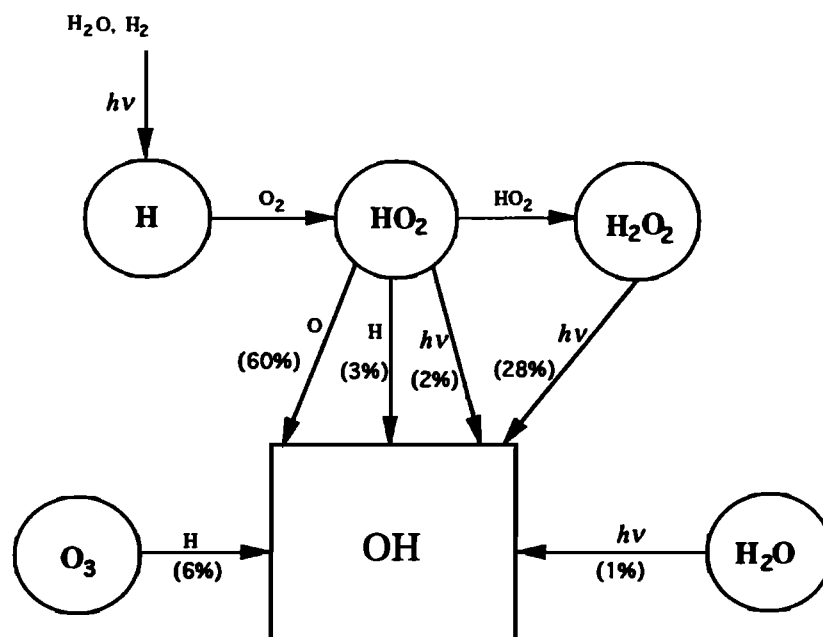 H₂O, H₂
hν
H
O₂
HO₂
HO₂
H₂O₂
O
(60%)
H
(3%)
hν
(2%)
hν
(28%)
O₃
H
(6%)
OH
hν
(1%)
H₂O